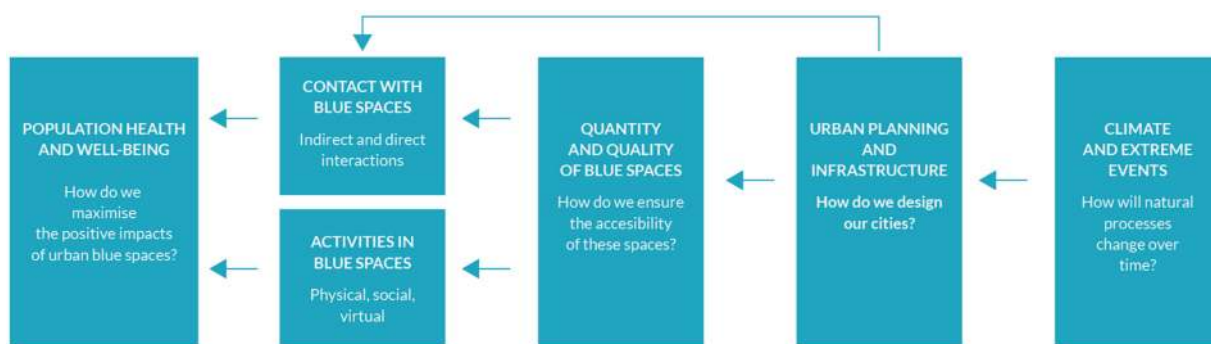 POPULATION HEALTH
AND WELL-BEING
How do we
maximise
the positive impacts
of urban blue spaces?
CONTACT WITH
BLUE SPACES
Indirect and direct
interactions
ACTIVITIES IN
BLUE SPACES
Physical, social,
virtual
QUANTITY
AND QUALITY
OF BLUE SPACES
How do we ensure
the accesibility
of these spaces?
URBAN PLANNING
AND
INFRASTRUCTURE
How do we design
our cities?
CLIMATE
AND EXTREME
EVENTS
How will natural
processes
change over
time?